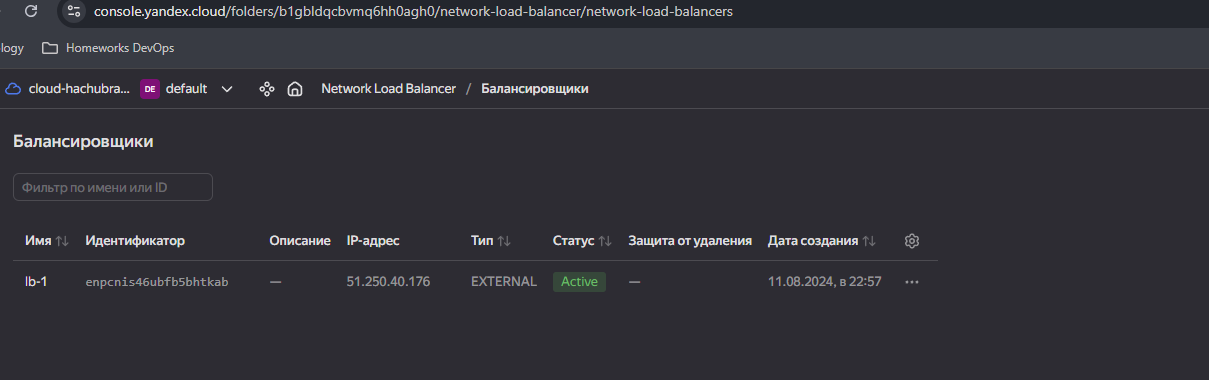 console.yandex.cloud/folders/b1gbldqcbvmq6hh0agh0/network-load-balancer/network-load-balancers
ology Homeworks DevOps
cloud-hachubra... DE default Network Load Balancer / Балансировщики
Балансировщики
Фильтр по имени или ID
Имя Идентификатор Описание IP-адрес Тип Статус Защита от удаления Дата создания
lb-1 enpcnis46ubfb5bhtkab — 51.250.40.176 EXTERNAL Active — 11.08.2024, в 22:57